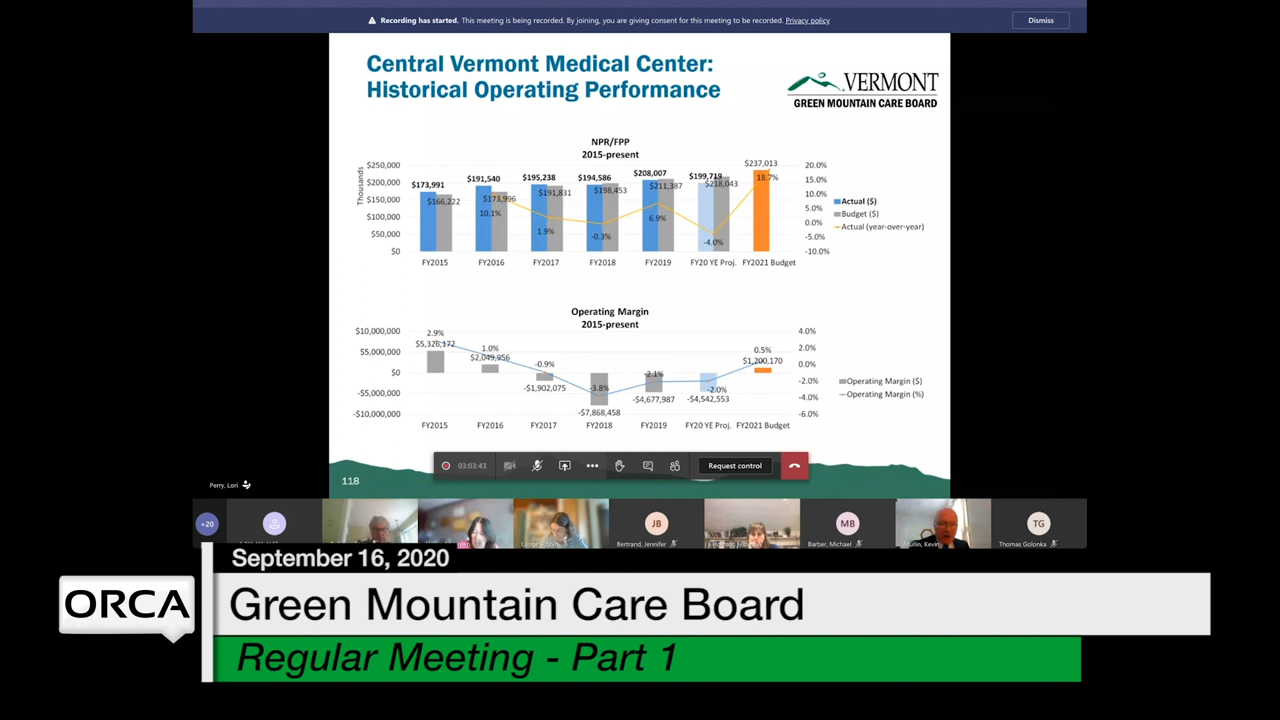 Recording has started. This meeting is being recorded. By joining, you are giving consent for this meeting to be recorded. Privacy policy
Dismiss
Central Vermont Medical Center:
Historical Operating Performance
VERMONT
GREEN MOUNTAIN CARE BOARD
NPR/FPP
2015-present
Thousands
$250,000
$200,000
$150,000
$100,000
$50,000
$0
$173,991
$166,222
$191,540
$173,996
10.1%
$195,238
$191,831
1.9%
$194,586
$198,453
-0.3%
$208,007
$211,387
6.9%
$199,719
$218,043
-4.0%
$237,013
18.7%
20.0%
15.0%
10.0%
5.0%
0.0%
-5.0%
-10.0%
Actual ($)
Budget ($)
Actual (year-over-year)
FY2015 FY2016 FY2017 FY2018 FY2019 FY20 YE Proj. FY2021 Budget
Operating Margin
2015-present
$10,000,000
$5,000,000
$0
-$5,000,000
-$10,000,000
2.9%
$5,326,172
1.0%
$2,049,956
-0.9%
-$1,902,075
-3.8%
-$7,868,458
-2.1%
-$4,677,987
-2.0%
-$4,542,553
0.5%
$1,200,170
4.0%
2.0%
0.0%
-2.0%
-4.0%
-6.0%
Operating Margin ($)
Operating Margin (%)
FY2015 FY2016 FY2017 FY2018 FY2019 FY20 YE Proj. FY2021 Budget
118
03:03:43
Request control
Perry, Lori
+20
JB
MB
TG
Bertrand, Jennifer
Barber, Michael
Mullin, Kevin
Thomas Golonka
September 16, 2020
ORCA
Green Mountain Care Board
Regular Meeting - Part 1